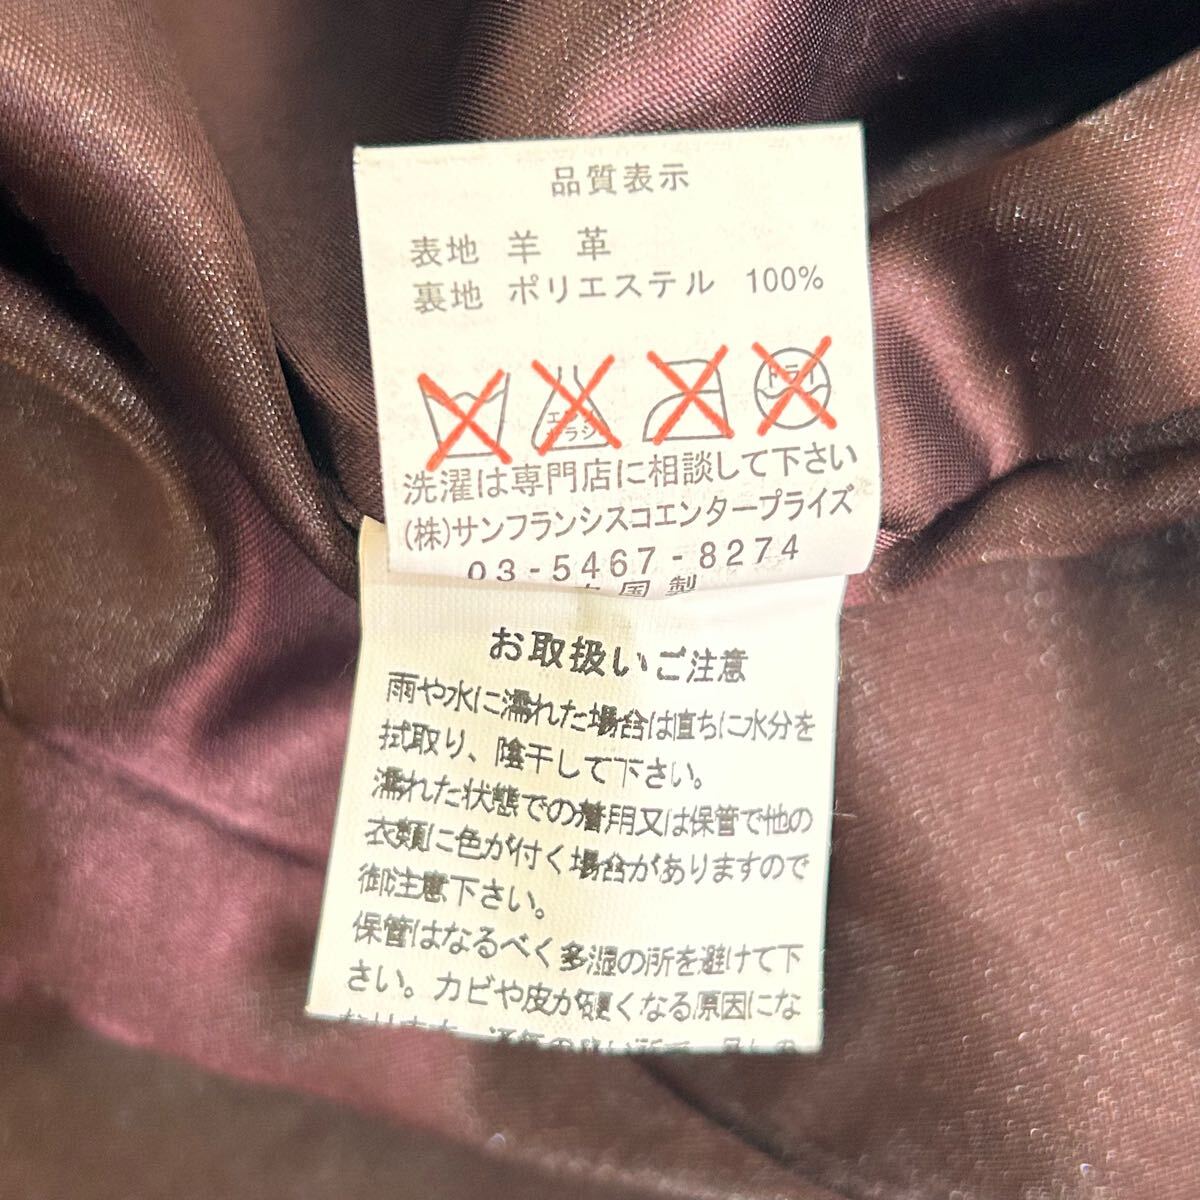 品質表示
表地 羊 革
裏地 ポリエステル 100%
ドライ
洗濯は専門店に相談して下さい
(株)サンフランシスコエンタープライズ
03-5467-8274
国製
お取扱いご注意
雨や水に濡れた場合は直ちに水分を
拭取り、陰干して下さい。
濡れた状態での着用又は保管で他の
衣類に色が付く場合がありますので
御注意下さい。
保管はなるべく多湿の所を避けて下
さい。カビや皮が硬くなる原因にな